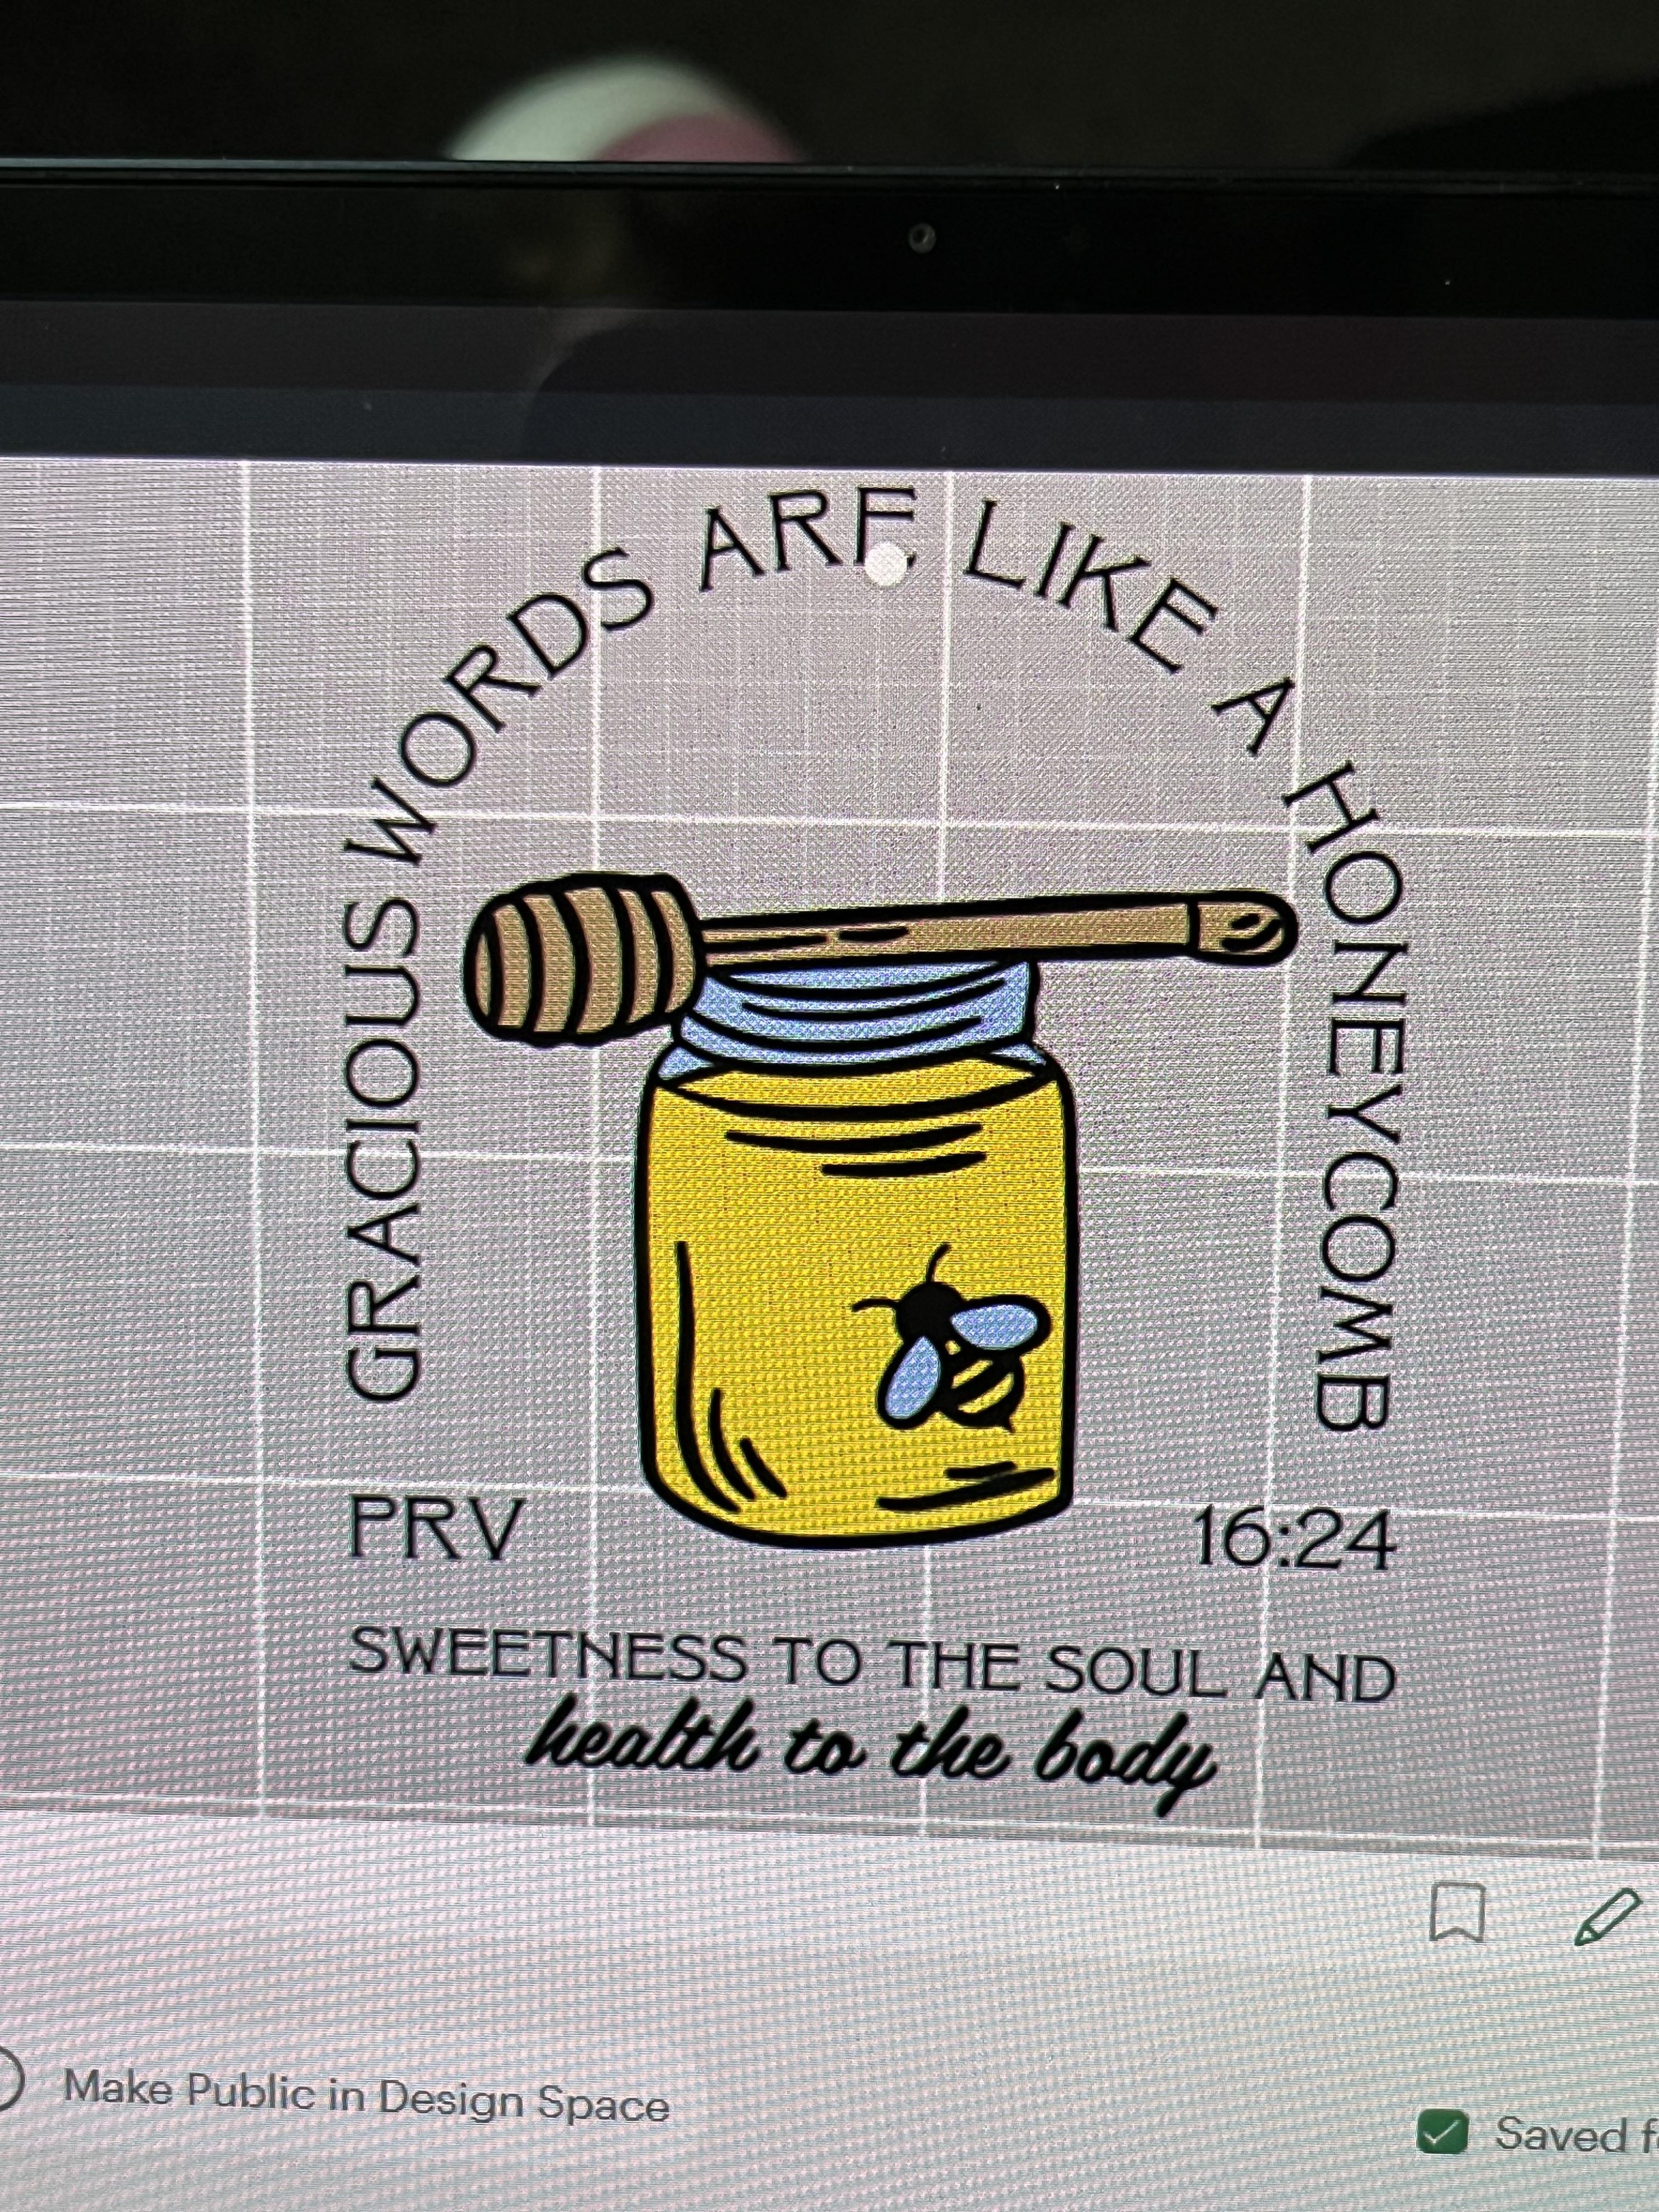 GRACIOUS WORDS ARE LIKE A HONEYCOMB
PRV 16:24
SWEETNESS TO THE SOUL AND
health to the body
Make Public in Design Space
Saved